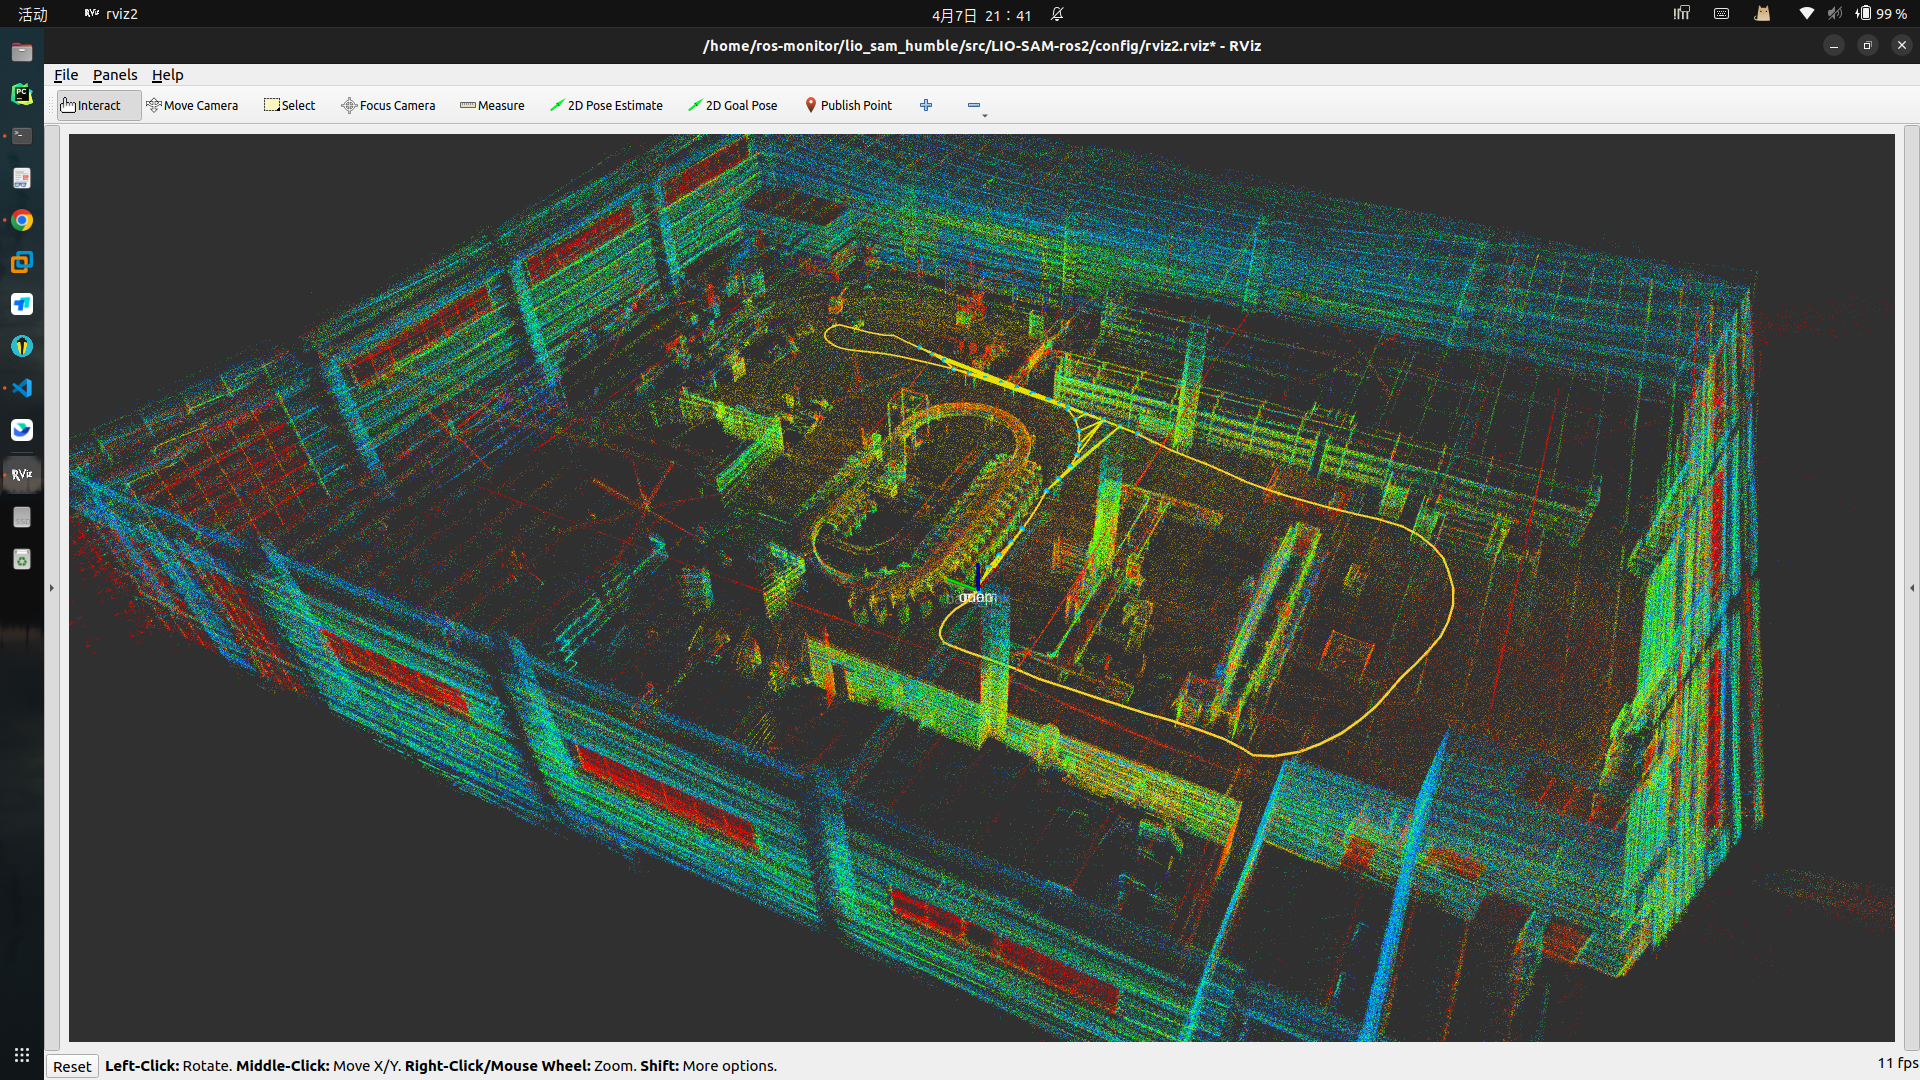 活动 rviz2 4月7日 21：41 99 %
/home/ros-monitor/lio_sam_humble/src/LIO-SAM-ros2/config/rviz2.rviz* - RViz
File Panels Help
Interact Move Camera Select Focus Camera Measure 2D Pose Estimate 2D Goal Pose Publish Point
PC
RViz
SSD
Reset Left-Click: Rotate. Middle-Click: Move X/Y. Right-Click/Mouse Wheel: Zoom. Shift: More options. 11 fps